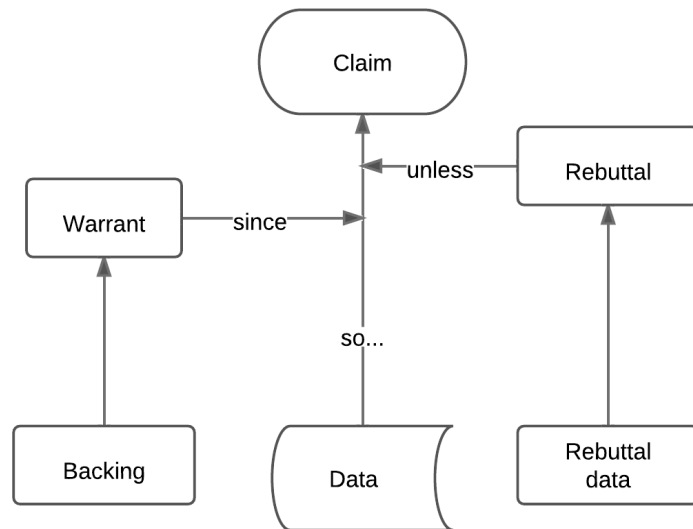 Claim
unless
Rebuttal
Warrant
since
so...
Backing
Data
Rebuttal
data